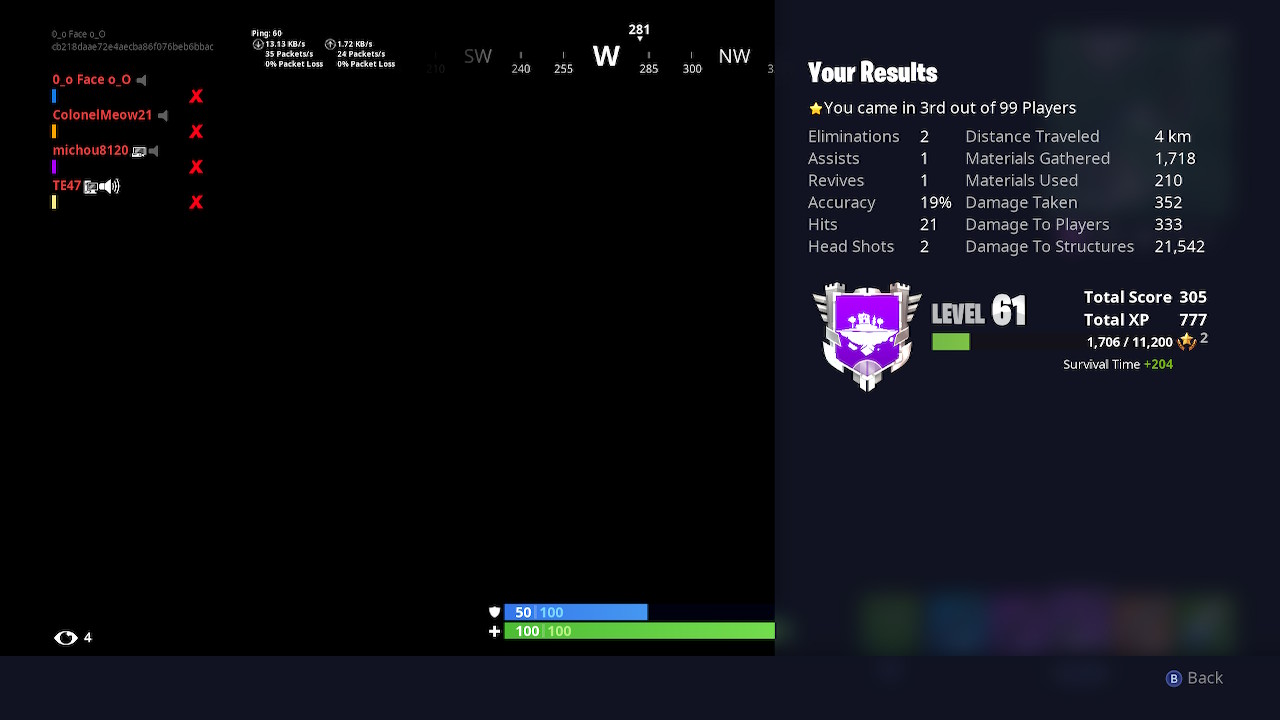 0_o Face o_O
cb218daae72e4aecba86f076beb6bbac
Ping: 60
13.13 KB/s 1.72 KB/s
35 Packets/s 24 Packets/s
0% Packet Loss 0% Packet Loss
281
SW W NW
210 240 255 285 300 3
0_o Face o_O
X
ColonelMeow21
X
michou8120
X
TE47
X
Your Results
You came in 3rd out of 99 Players
Eliminations 2 Distance Traveled 4 km
Assists 1 Materials Gathered 1,718
Revives 1 Materials Used 210
Accuracy 19% Damage Taken 352
Hits 21 Damage To Players 333
Head Shots 2 Damage To Structures 21,542
LEVEL 61
Total Score 305
Total XP 777
1,706 / 11,200 2
Survival Time +204
50 | 100
100 | 100
4
B Back